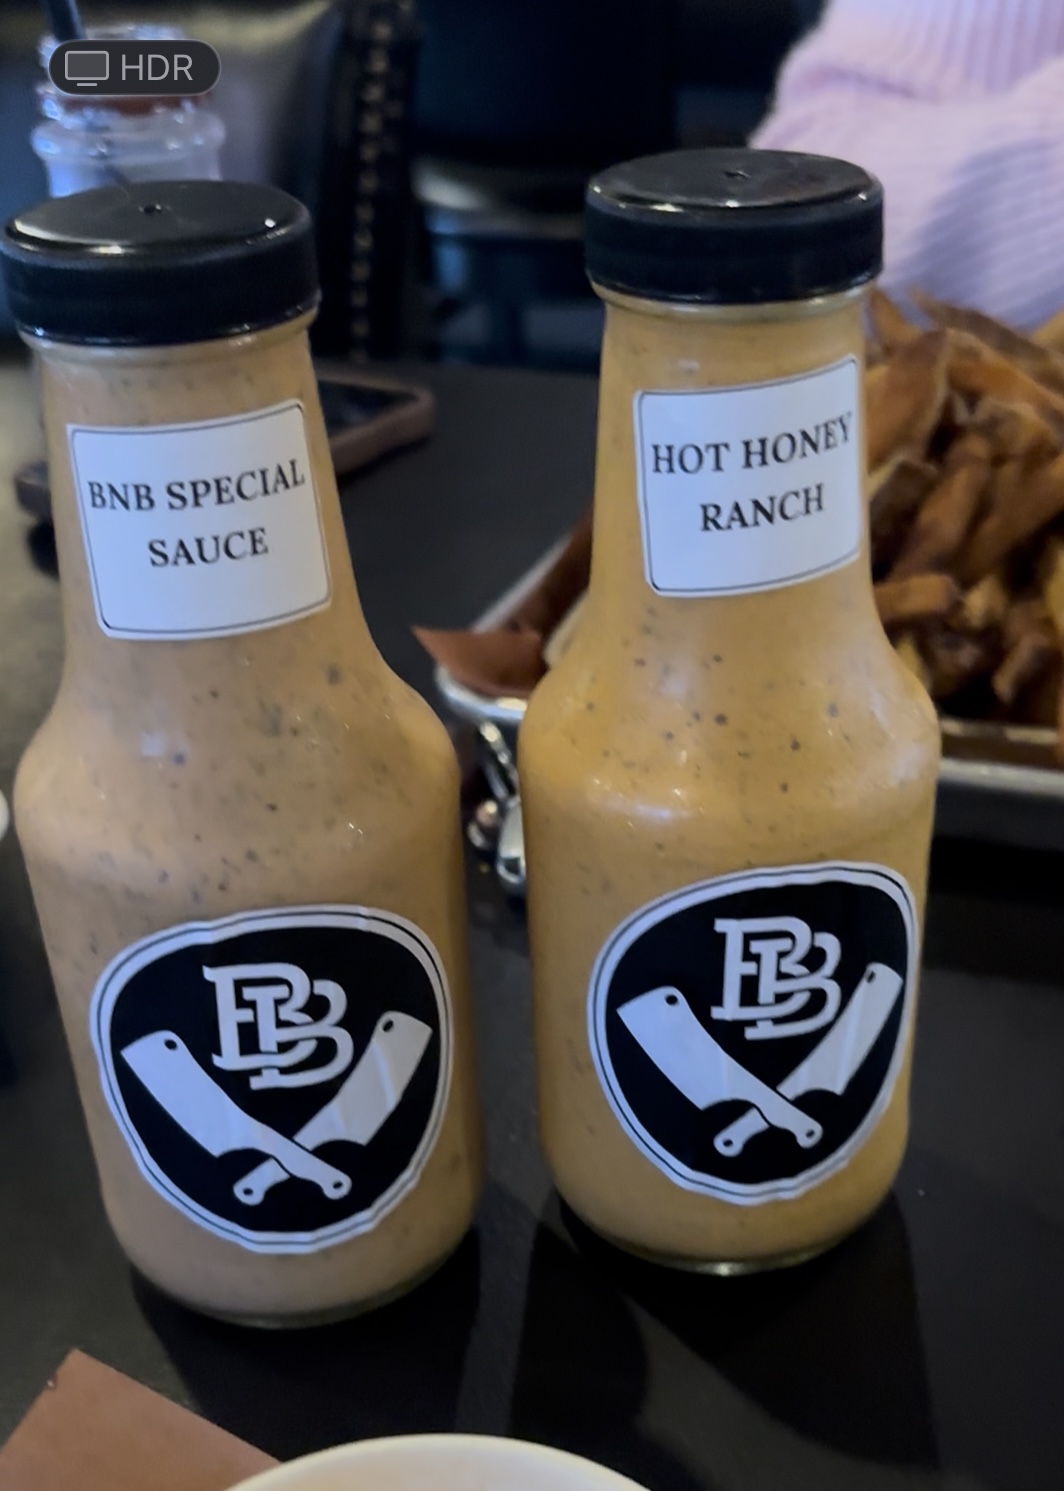 HDR
BNB SPECIAL
SAUCE
HOT HONEY
RANCH
BB
BB